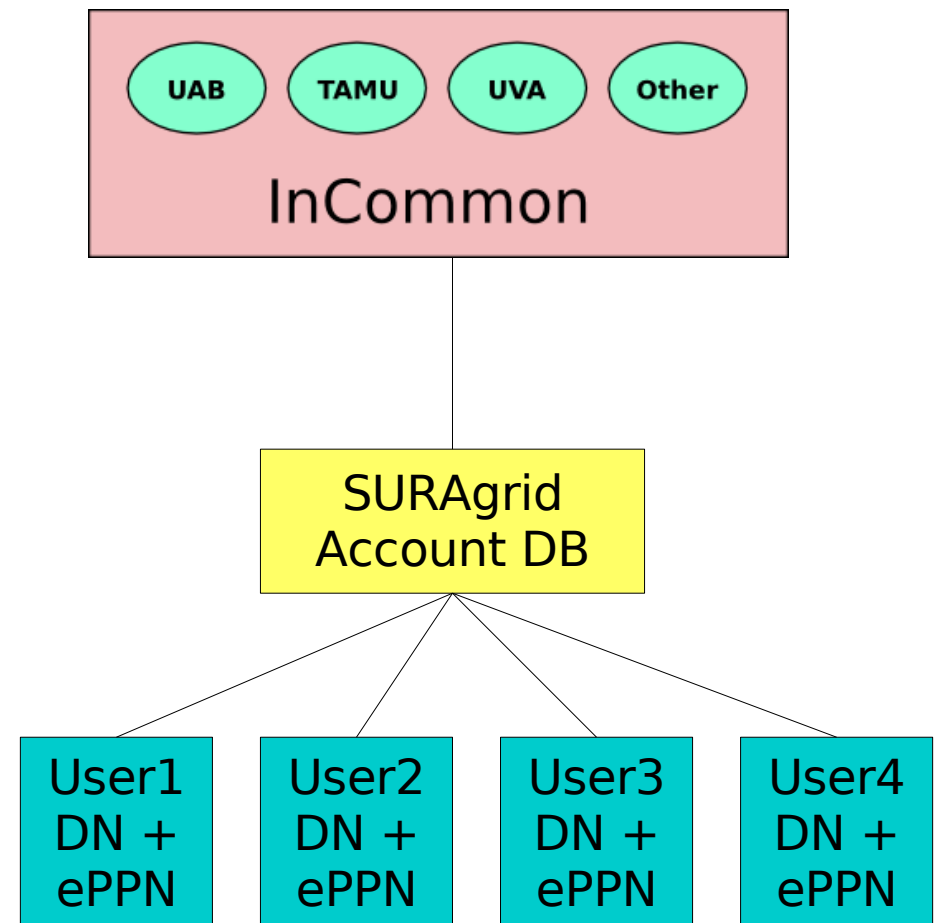 UAB TAMU UVA Other
InCommon
SURAgrid
Account DB
User1 User2 User3 User4
DN + DN + DN + DN +
ePPN ePPN ePPN ePPN